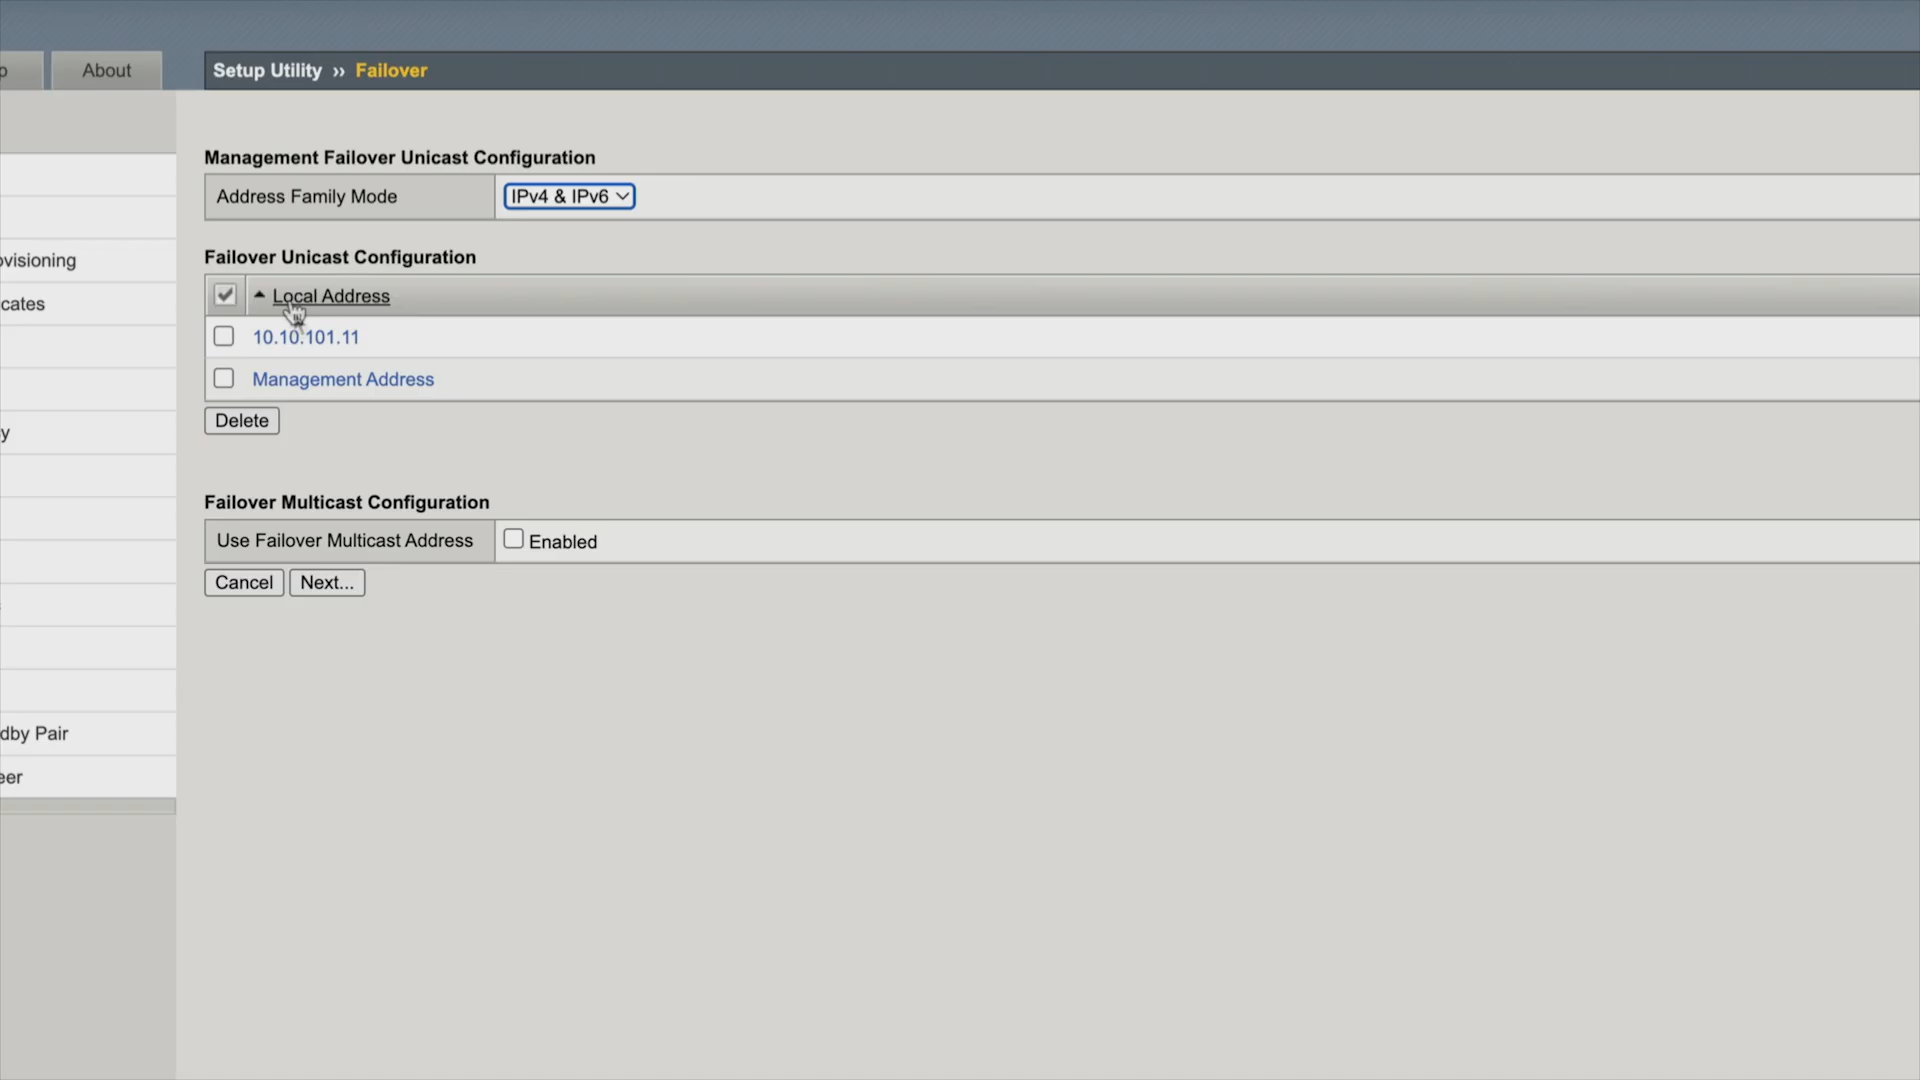 About
Setup Utility ›› Failover
Management Failover Unicast Configuration
Address Family Mode
IPv4 & IPv6
ovisioning
Failover Unicast Configuration
cates
Local Address
10.10.101.11
Management Address
Delete
y
Failover Multicast Configuration
Use Failover Multicast Address
Enabled
Cancel
Next...
dby Pair
eer